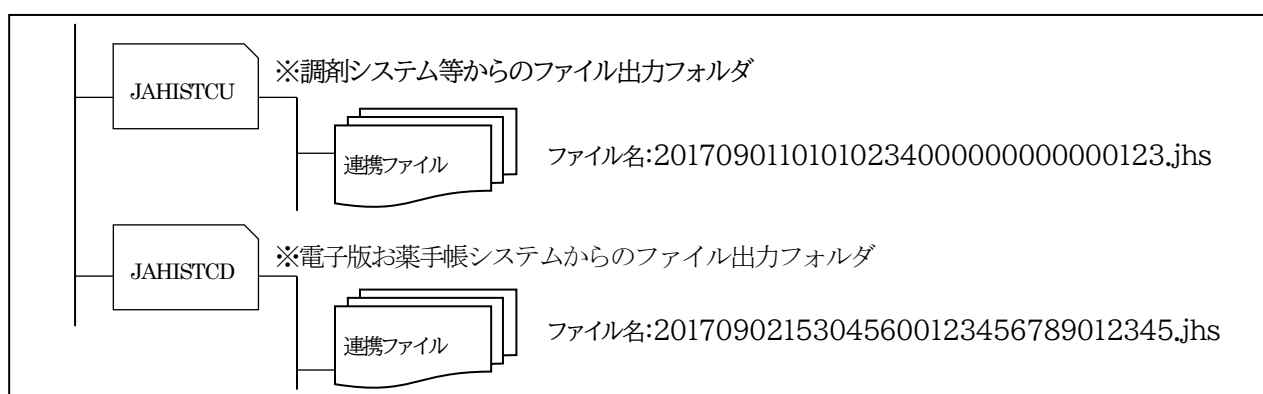 ※調剤システム等からのファイル出力フォルダ
JAHISTCU
連携ファイル
ファイル名:20170901101010234000000000000123.jhs
※電子版お薬手帳システムからのファイル出力フォルダ
JAHISTCD
連携ファイル
ファイル名:20170902153045600123456789012345.jhs